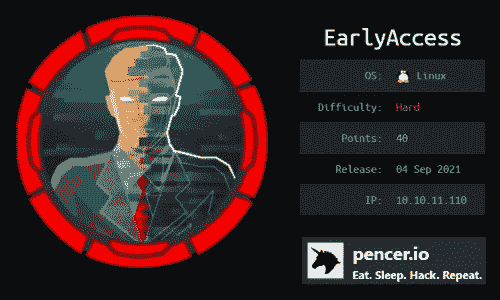 EarlyAccess
OS: Linux
Difficulty: Hard
Points: 40
Release: 04 Sep 2021
IP: 10.10.11.110
pencer.io
Eat. Sleep. Hack. Repeat.